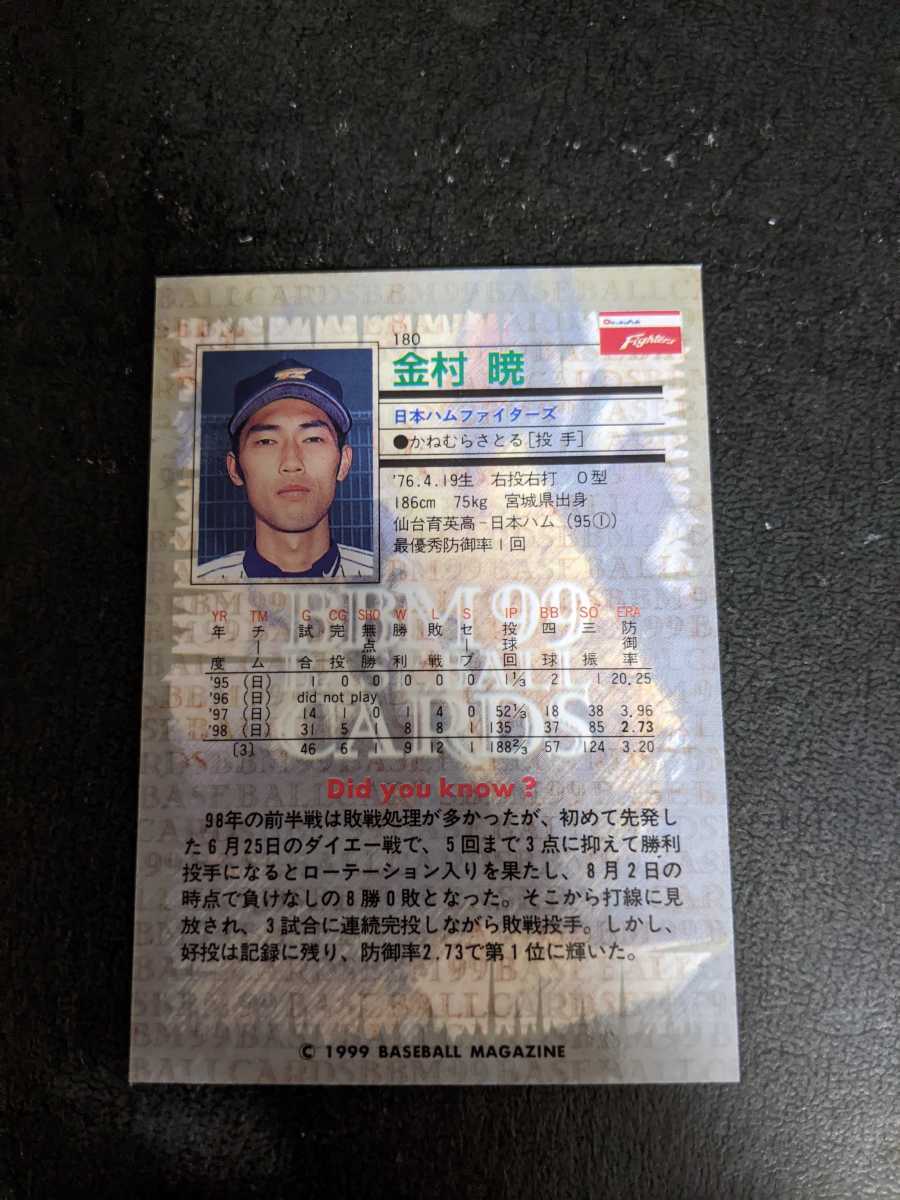 180
Fighters
金村 暁
日本ハムファイターズ
●かねむらさとる[投 手]
'76.4.19生 右投右打 O型
186cm 75kg 宮城県出身
仙台育英高-日本ハム (95①)
最優秀防御率1回
YR TM G CG SHO W L S IP BB SO ERA
年度 チーム 試合 完投 無点勝 勝利 敗戦 セーブ 投球回 四球 三振 防御率
'95 (日) 1 0 0 0 0 0 1⅓ 2 1 20.25
'96 (日) did not play
'97 (日) 14 1 0 1 4 0 52⅓ 18 38 3.96
'98 (日) 31 5 1 8 8 1 135 37 85 2.73
〔3〕 46 6 1 9 12 1 188⅔ 57 124 3.20
BBM 99
BASEBALL
CARDS
Did you know?
98年の前半戦は敗戦処理が多かったが、初めて先発し
た6月25日のダイエー戦で、5回まで3点に抑えて勝利
投手になるとローテーション入りを果たし、8月2日の
時点で負けなしの8勝0敗となった。そこから打線に見
放され、3試合に連続完投しながら敗戦投手。しかし、
好投は記録に残り、防御率2.73で第1位に輝いた。
© 1999 BASEBALL MAGAZINE